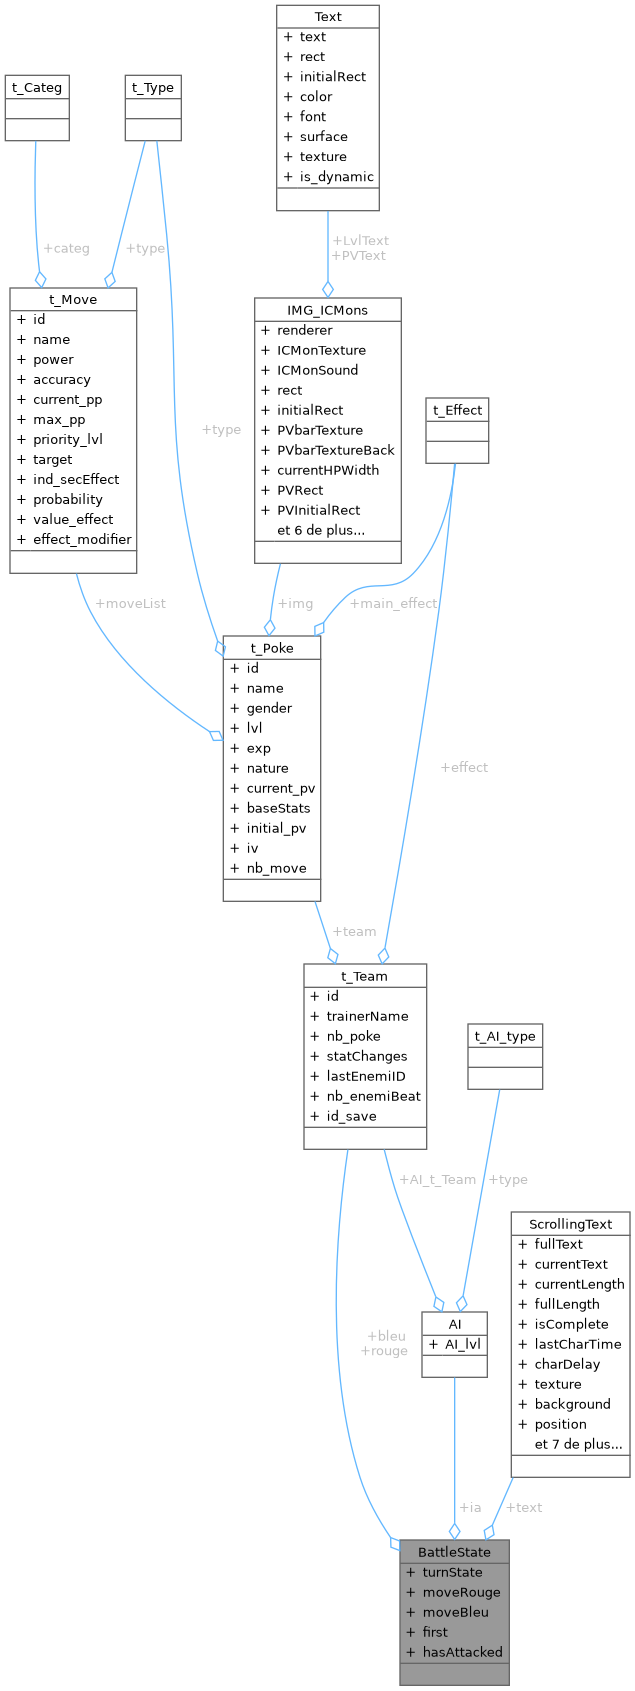 Text
+ text
+ rect
+ initialRect
+ color
+ font
+ surface
+ texture
+ is_dynamic
t_Categ
t_Type
+categ
+type
+LvlText
+PVText
t_Move
+ id
+ name
+ power
+ accuracy
+ current_pp
+ max_pp
+ priority_lvl
+ target
+ ind_secEffect
+ probability
+ value_effect
+ effect_modifier
+type
IMG_ICMons
+ renderer
+ ICMonTexture
+ ICMonSound
+ rect
+ initialRect
+ PVbarTexture
+ PVbarTextureBack
+ currentHPWidth
+ PVRect
+ PVInitialRect
et 6 de plus...
t_Effect
+moveList
+img
+main_effect
t_Poke
+ id
+ name
+ gender
+ lvl
+ exp
+ nature
+ current_pv
+ baseStats
+ initial_pv
+ iv
+ nb_move
+effect
+team
t_Team
+ id
+ trainerName
+ nb_poke
+ statChanges
+ lastEnemiID
+ nb_enemiBeat
+ id_save
t_AI_type
+AI_t_Team
+type
ScrollingText
+ fullText
+ currentText
+ currentLength
+ fullLength
+ isComplete
+ lastCharTime
+ charDelay
+ texture
+ background
+ position
et 7 de plus...
+bleu
+rouge
AI
+ AI_lvl
+ia
+text
BattleState
+ turnState
+ moveRouge
+ moveBleu
+ first
+ hasAttacked